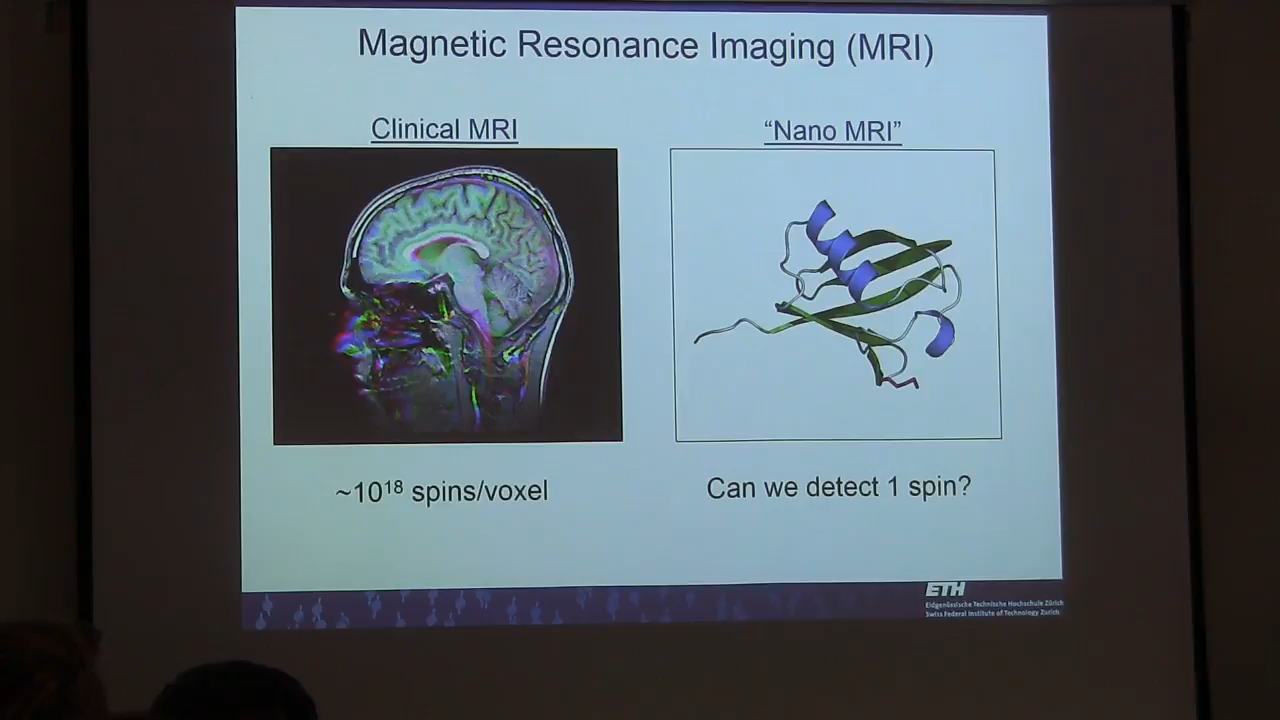 Magnetic Resonance Imaging (MRI)
Clinical MRI
“Nano MRI”
~10¹⁸ spins/voxel
Can we detect 1 spin?
ETH
Eidgenössische Technische Hochschule Zürich
Swiss Federal Institute of Technology Zurich